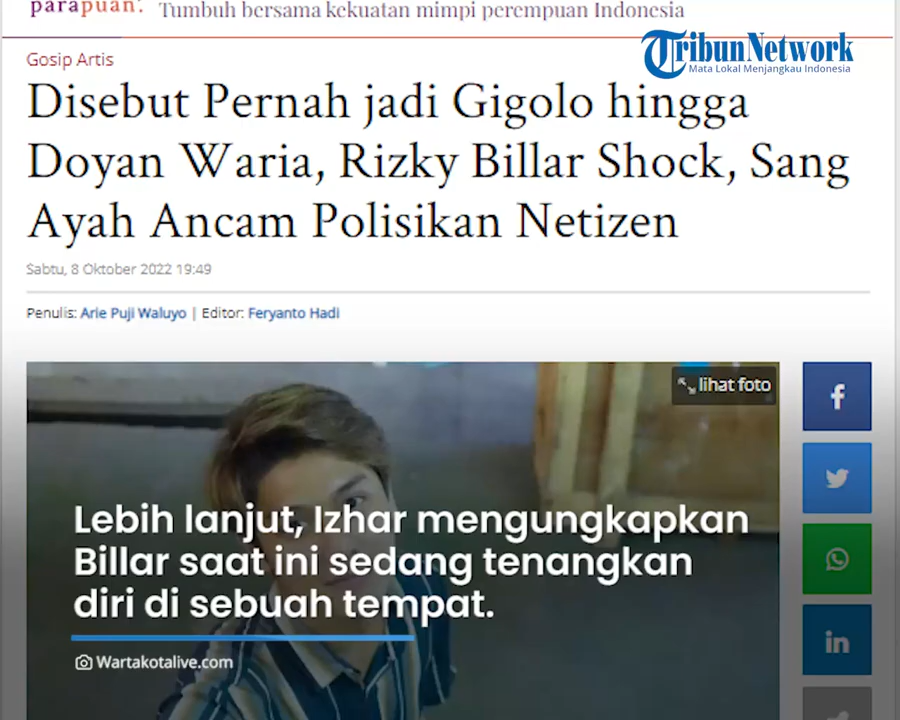 parapuan.
Tumbuh bersama kekuatan mimpi perempuan Indonesia
Gosip Artis
TribunNetwork
Mata Lokal Menjangkau Indonesia
Disebut Pernah jadi Gigolo hingga
Doyan Waria, Rizky Billar Shock, Sang
Ayah Ancam Polisikan Netizen
Sabtu, 8 Oktober 2022 19:49
Penulis: Arie Puji Waluyo | Editor: Feryanto Hadi
lihat foto
Lebih lanjut, Izhar mengungkapkan
Billar saat ini sedang tenangkan
diri di sebuah tempat.
Wartakotalive.com